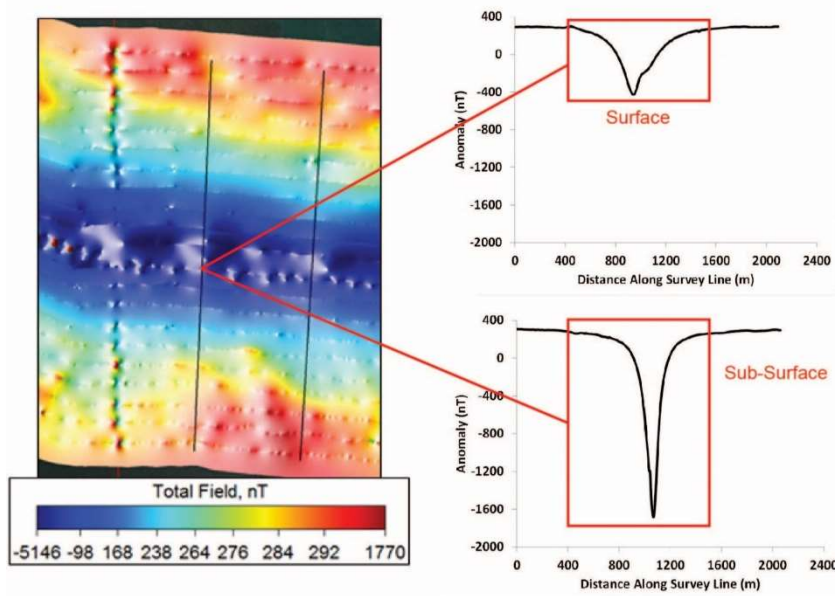 Total Field, nT
-5146 -98 168 238 264 276 284 292 1770
400
0
-400
-800
-1200
-1600
-2000
Anomaly (nT)
Surface
0 400 800 1200 1600 2000 2400
Distance Along Survey Line (m)
400
0
-400
-800
-1200
-1600
-2000
Anomaly (nT)
Sub-Surface
0 400 800 1200 1600 2000 2400
Distance Along Survey Line (m)